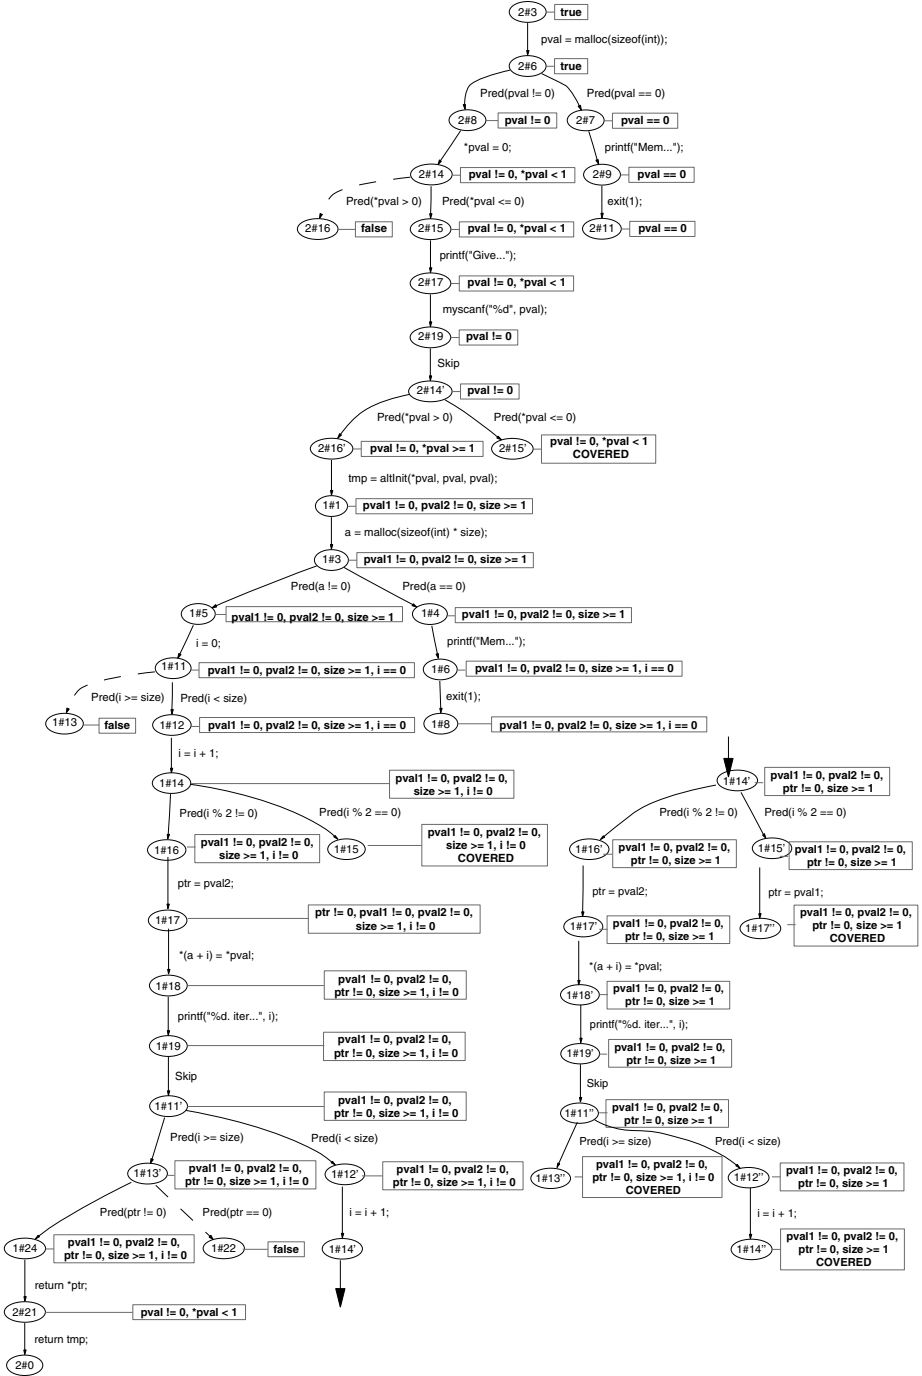 2#3
true
pval = malloc(sizeof(int));
2#6
true
Pred(pval != 0)
Pred(pval == 0)
2#8
pval != 0
2#7
pval == 0
*pval = 0;
printf("Mem...");
2#14
pval != 0, *pval < 1
2#9
pval == 0
Pred(*pval > 0)
Pred(*pval <= 0)
exit(1);
2#16
false
2#15
pval != 0, *pval < 1
2#11
pval == 0
printf("Give...");
2#17
pval != 0, *pval < 1
myscanf("%d", pval);
2#19
pval != 0
Skip
2#14'
pval != 0
Pred(*pval > 0)
Pred(*pval <= 0)
2#16'
pval != 0, *pval >= 1
2#15'
pval != 0, *pval < 1
COVERED
tmp = altInit(*pval, pval, pval);
1#1
pval1 != 0, pval2 != 0, size >= 1
a = malloc(sizeof(int) * size);
1#3
pval1 != 0, pval2 != 0, size >= 1
Pred(a != 0)
Pred(a == 0)
1#5
pval1 != 0, pval2 != 0, size >= 1
1#4
pval1 != 0, pval2 != 0, size >= 1
i = 0;
printf("Mem...");
1#11
pval1 != 0, pval2 != 0, size >= 1, i == 0
1#6
pval1 != 0, pval2 != 0, size >= 1, i == 0
Pred(i >= size)
Pred(i < size)
exit(1);
1#13
false
1#12
pval1 != 0, pval2 != 0, size >= 1, i == 0
1#8
pval1 != 0, pval2 != 0, size >= 1, i == 0
i = i + 1;
1#14
pval1 != 0, pval2 != 0,
size >= 1, i != 0
Pred(i % 2 != 0)
Pred(i % 2 == 0)
1#16
pval1 != 0, pval2 != 0,
size >= 1, i != 0
1#15
pval1 != 0, pval2 != 0,
size >= 1, i != 0
COVERED
ptr = pval2;
1#17
ptr != 0, pval1 != 0, pval2 != 0,
size >= 1, i != 0
*(a + i) = *pval;
1#18
pval1 != 0, pval2 != 0,
ptr != 0, size >= 1, i != 0
printf("%d. iter...", i);
1#19
pval1 != 0, pval2 != 0,
ptr != 0, size >= 1, i != 0
Skip
1#11'
pval1 != 0, pval2 != 0,
ptr != 0, size >= 1, i != 0
Pred(i >= size)
Pred(i < size)
1#13'
pval1 != 0, pval2 != 0,
ptr != 0, size >= 1, i != 0
1#12'
pval1 != 0, pval2 != 0,
ptr != 0, size >= 1, i != 0
Pred(ptr != 0)
Pred(ptr == 0)
i = i + 1;
1#24
pval1 != 0, pval2 != 0,
ptr != 0, size >= 1, i != 0
1#22
false
1#14'
return *ptr;
2#21
pval != 0, *pval < 1
return tmp;
2#0
1#14'
pval1 != 0, pval2 != 0,
ptr != 0, size >= 1
Pred(i % 2 != 0)
Pred(i % 2 == 0)
1#16'
pval1 != 0, pval2 != 0,
ptr != 0, size >= 1
1#15'
pval1 != 0, pval2 != 0,
ptr != 0, size >= 1
ptr = pval2;
ptr = pval1;
1#17'
pval1 != 0, pval2 != 0,
ptr != 0, size >= 1
1#17''
pval1 != 0, pval2 != 0,
ptr != 0, size >= 1
COVERED
*(a + i) = *pval;
1#18'
pval1 != 0, pval2 != 0,
ptr != 0, size >= 1
printf("%d. iter...", i);
1#19'
pval1 != 0, pval2 != 0,
ptr != 0, size >= 1
Skip
1#11''
pval1 != 0, pval2 != 0,
ptr != 0, size >= 1
Pred(i >= size)
Pred(i < size)
1#13''
pval1 != 0, pval2 != 0,
ptr != 0, size >= 1, i != 0
COVERED
1#12''
pval1 != 0, pval2 != 0,
ptr != 0, size >= 1
i = i + 1;
1#14''
pval1 != 0, pval2 != 0,
ptr != 0, size >= 1
COVERED